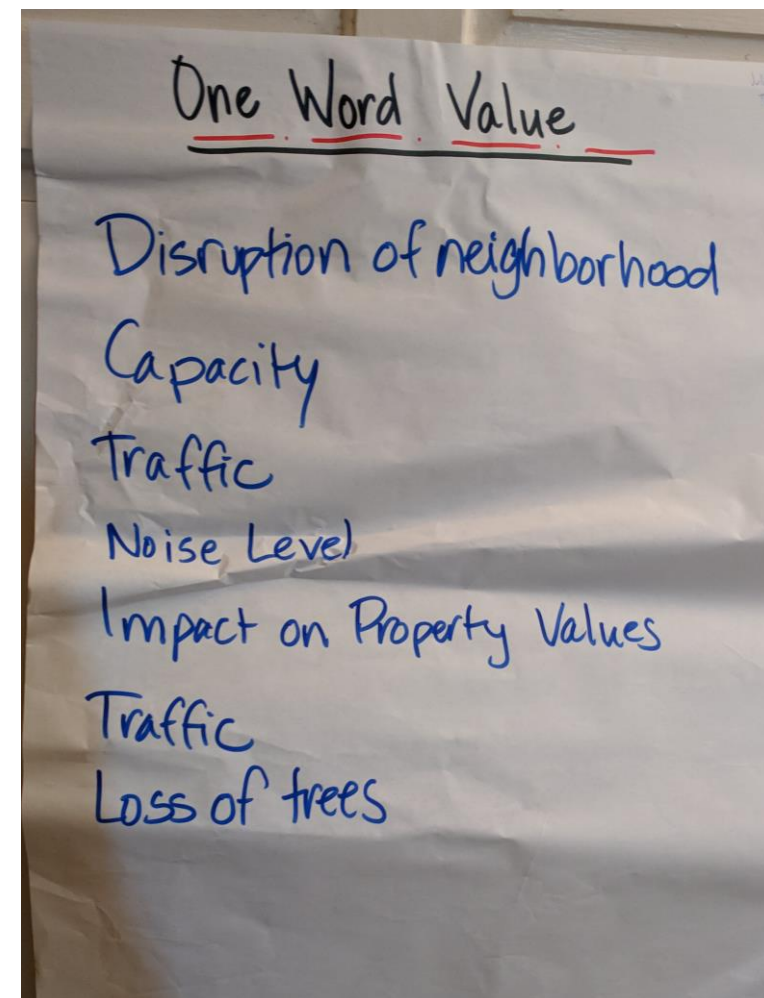 One Word Value
Disruption of neighborhood
Capacity
Traffic
Noise Level
Impact on Property Values
Traffic
Loss of trees